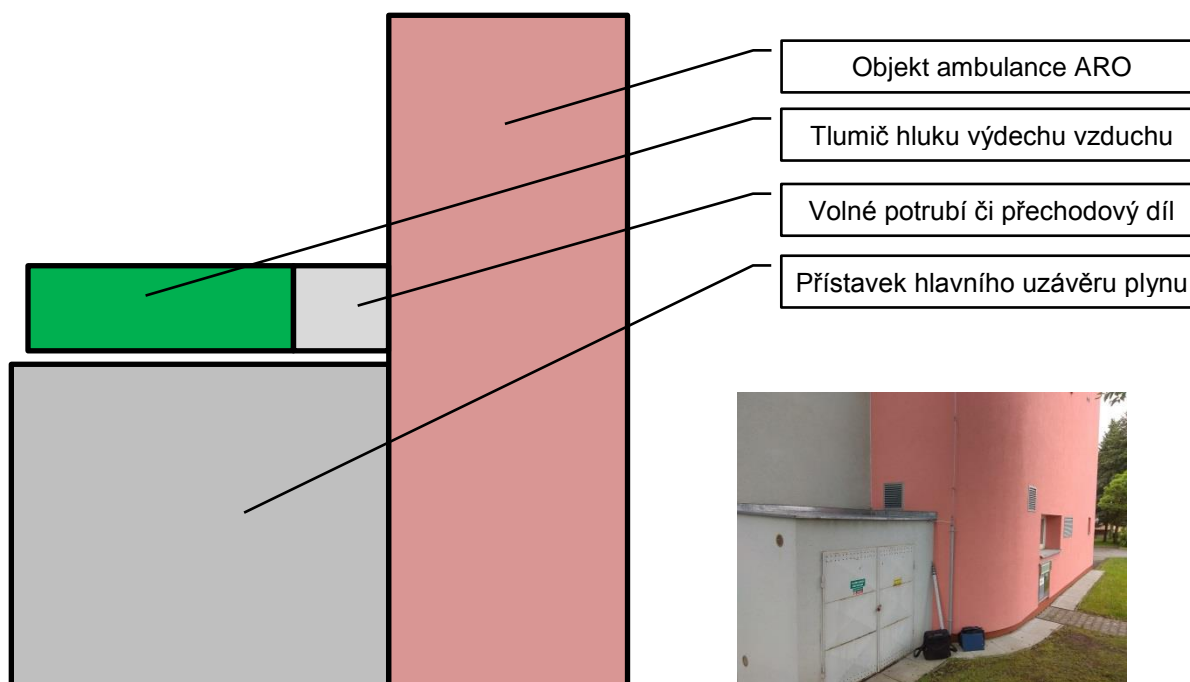 Objekt ambulance ARO
Tlumič hluku výdechu vzduchu
Volné potrubí či přechodový díl
Přístavek hlavního uzávěru plynu